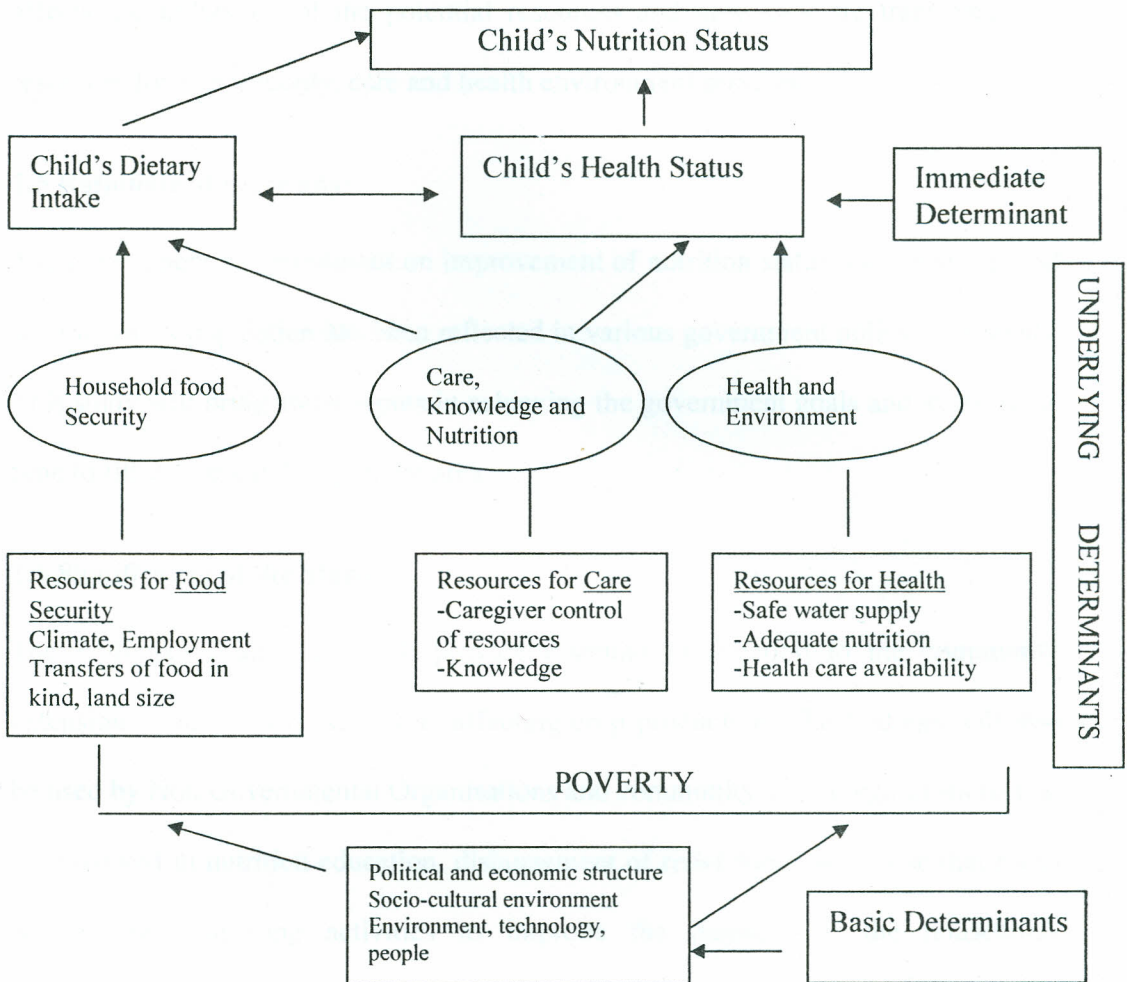 Child's Nutrition Status
Child's Dietary
Intake
Child's Health Status
Immediate
Determinant
UNDERLYING DETERMINANTS
Household food
Security
Care,
Knowledge and
Nutrition
Health and
Environment
Resources for Food
Security
Climate, Employment
Transfers of food in
kind, land size
Resources for Care
-Caregiver control
of resources
-Knowledge
Resources for Health
-Safe water supply
-Adequate nutrition
-Health care availability
POVERTY
Political and economic structure
Socio-cultural environment
Environment, technology,
people
Basic Determinants